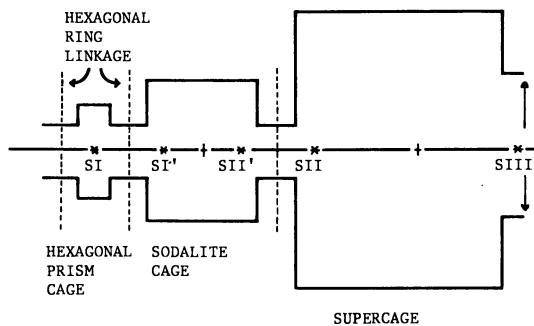 HEXAGONAL
RING
LINKAGE
SI
SI'
SII'
SII
SIII
HEXAGONAL
PRISM
CAGE
SODALITE
CAGE
SUPERCAGE